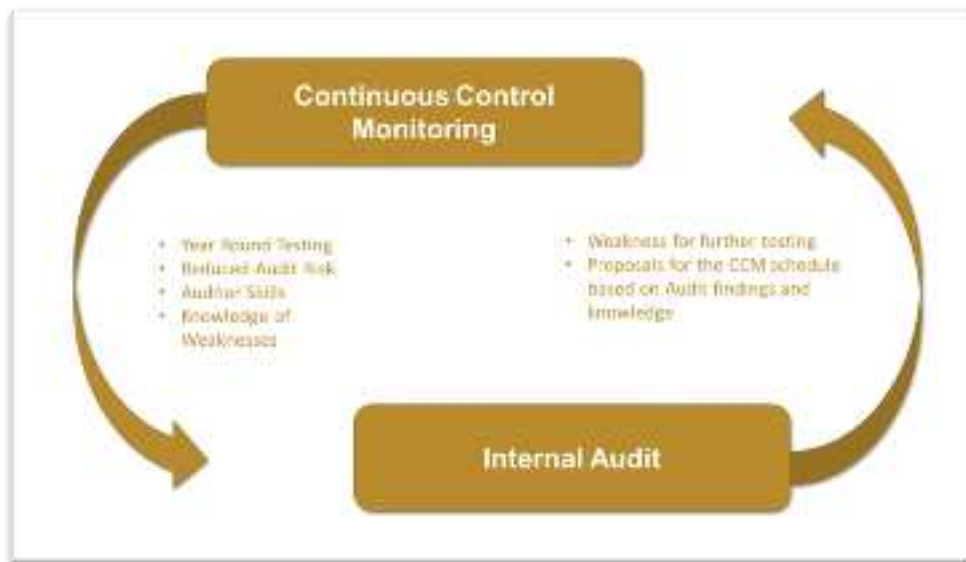 Continuous Control
Monitoring
• Year Round Testing
• Reduced Audit Risk
• Auditor Skills
• Knowledge of
Weaknesses
• Weakness for further testing
• Proposals for the CCM schedule
based on Audit findings and
knowledge
Internal Audit